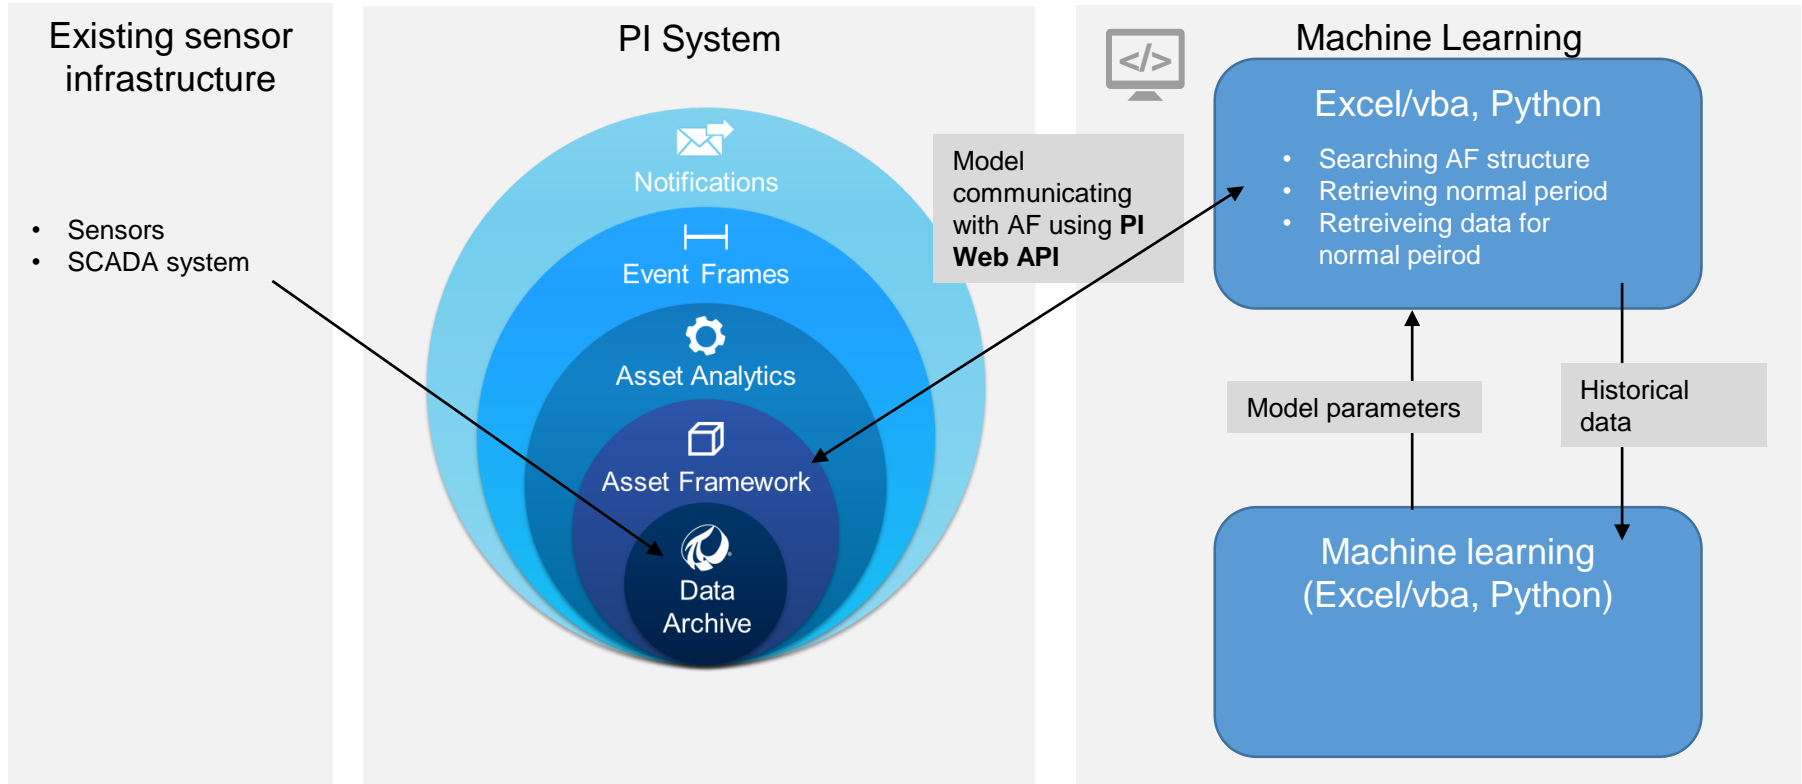 Existing sensor
infrastructure
• Sensors
• SCADA system
PI System
Notifications
Event Frames
Asset Analytics
Asset Framework
Data
Archive
Model
communicating
with AF using PI
Web API
Machine Learning
</>
Excel/vba, Python
• Searching AF structure
• Retrieving normal period
• Retreiveing data for
normal peirod
Model parameters
Historical
data
Machine learning
(Excel/vba, Python)